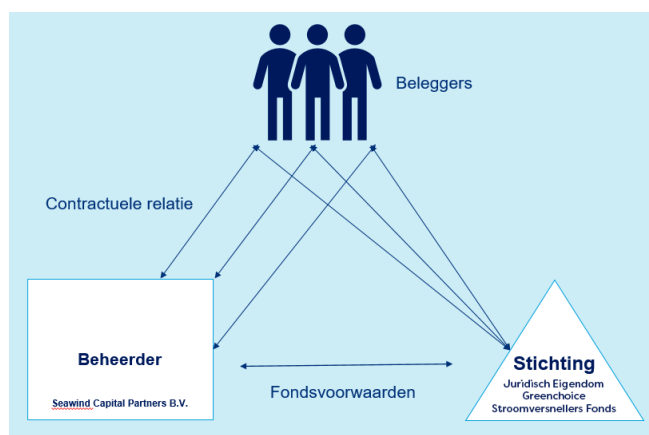 Beleggers
Contractuele relatie
Beheerder
Seawind Capital Partners B.V.
Fondsvoorwaarden
Stichting
Juridisch Eigendom
Greenchoice
Stroomversnellers Fonds